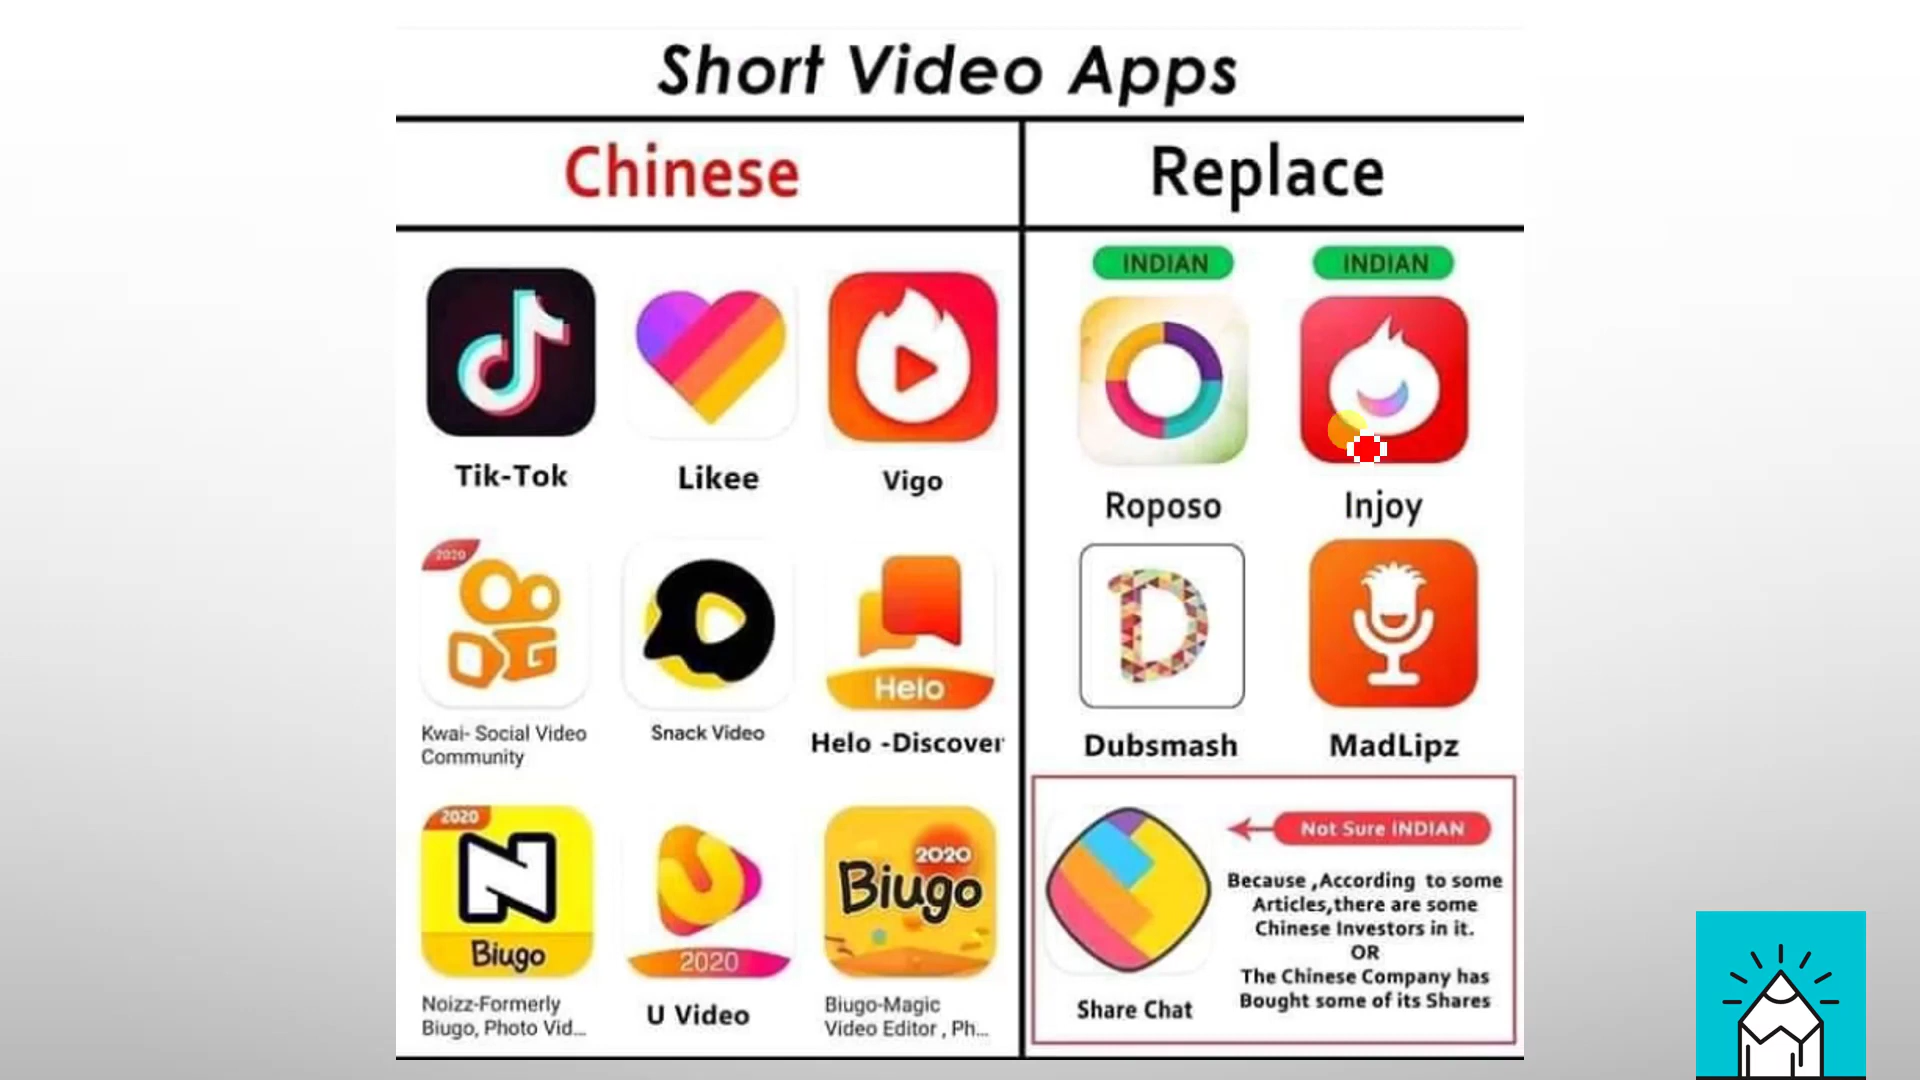 Short Video Apps
Chinese
Replace
Tik-Tok
Likee
Vigo
2020
Kwai- Social Video
Community
Snack Video
Helo
Helo -Discover
2020
Biugo
Noizz-Formerly
Biugo, Photo Vid...
2020
U Video
2020
Biugo
Biugo-Magic
Video Editor , Ph...
INDIAN
INDIAN
Roposo
Injoy
Dubsmash
MadLipz
Not Sure INDIAN
Because ,According to some
Articles,there are some
Chinese Investors in it.
OR
The Chinese Company has
Bought some of its Shares
Share Chat